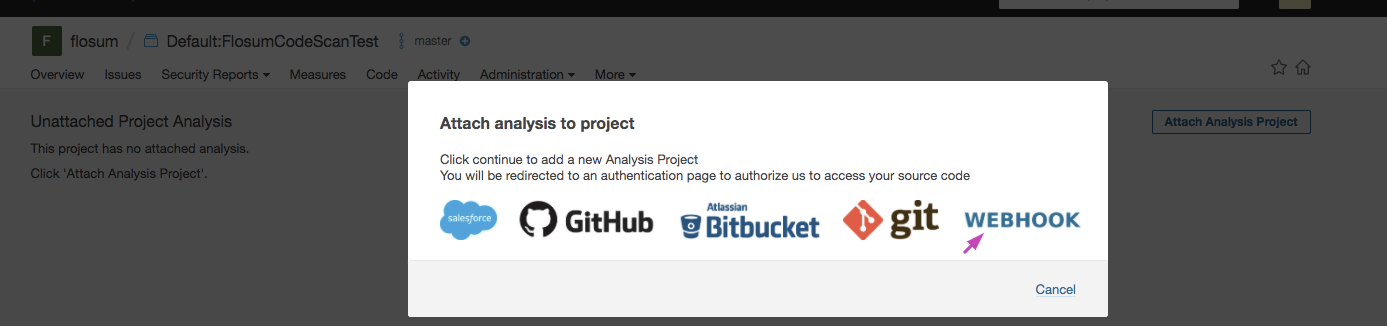 F flosum / Default:FlosumCodeScanTest master
Overview Issues Security Reports Measures Code Activity Administration More
Unattached Project Analysis
This project has no attached analysis.
Click 'Attach Analysis Project'.
Attach Analysis Project
Attach analysis to project
Click continue to add a new Analysis Project
You will be redirected to an authentication page to authorize us to access your source code
salesforce GitHub Atlassian Bitbucket git WEBHOOK
Cancel